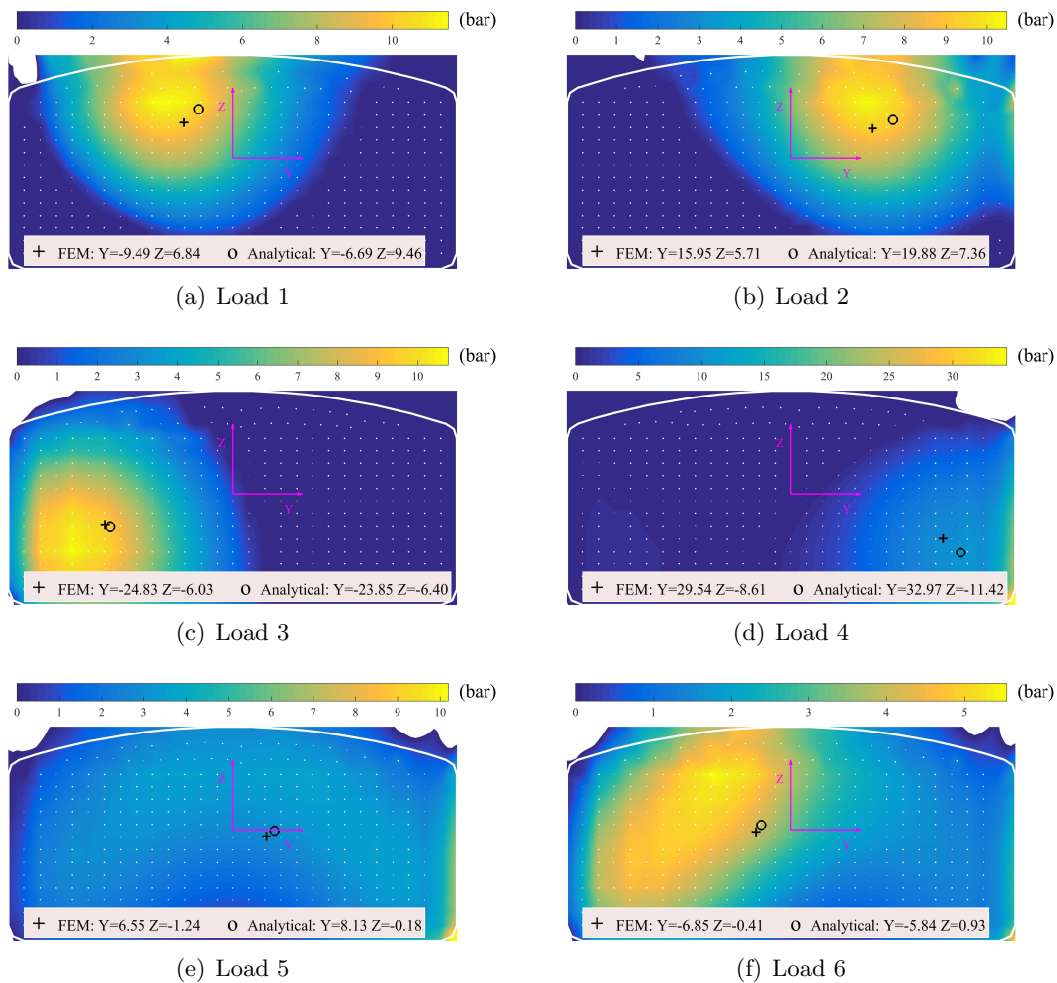 (bar) (bar)
0 2 4 6 8 10 0 2 4 6 8 10
Z Z
Y Y
+ FEM: Y=-9.49 Z=6.84 o Analytical: Y=-6.69 Z=9.46 + FEM: Y=15.95 Z=5.71 o Analytical: Y=19.88 Z=7.36
(a) Load 1 (b) Load 2
(bar) (bar)
0 1 2 3 4 5 6 7 8 9 10 0 5 10 15 20 25 30
Z Z
Y Y
+ FEM: Y=-24.83 Z=-6.03 o Analytical: Y=-23.85 Z=-6.40 + FEM: Y=29.54 Z=-8.61 o Analytical: Y=32.97 Z=-11.42
(c) Load 3 (d) Load 4
(bar) (bar)
0 1 2 3 4 5 6 7 8 9 10 0 1 2 3 4 5
Z Z
Y Y
+ FEM: Y=6.55 Z=-1.24 o Analytical: Y=8.13 Z=-0.18 + FEM: Y=-6.85 Z=-0.41 o Analytical: Y=-5.84 Z=0.93
(e) Load 5 (f) Load 6